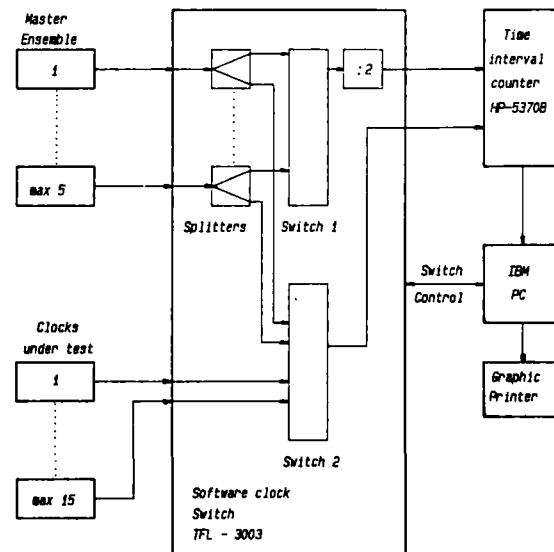 Master
Ensemble
1
max 5
Splitters
Switch 1
:2
Time
interval
counter
HP-5370B
Switch
Control
IBM
PC
Graphic
Printer
Clocks
under test
1
max 15
Switch 2
Software clock
Switch
TFL - 3003